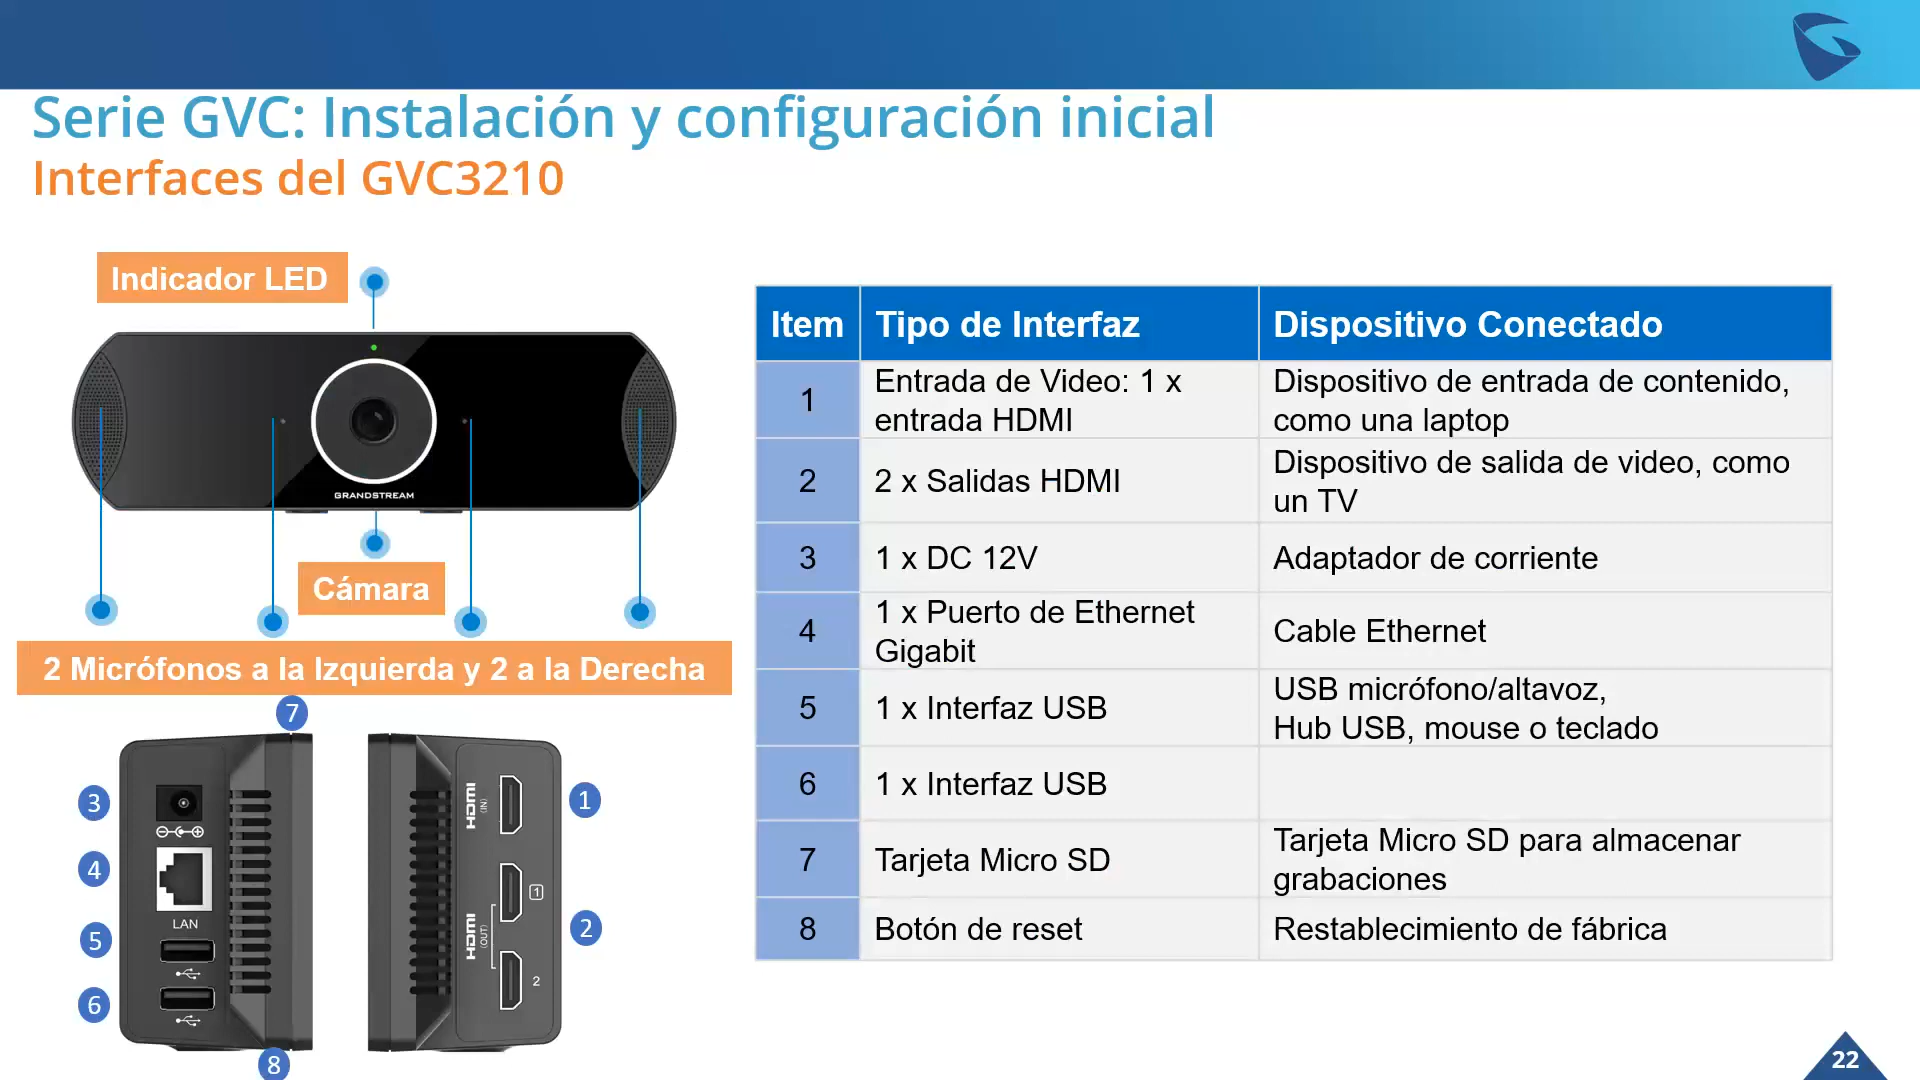 Serie GVC: Instalación y configuración inicial
Interfaces del GVC3210
Indicador LED
GRANDSTREAM
Cámara
2 Micrófonos a la Izquierda y 2 a la Derecha
7
3
4
LAN
5
6
8
HDMI
(IN)
1
HDMI
(OUT)
1
2
2
Item Tipo de Interfaz Dispositivo Conectado
1 Entrada de Video: 1 x entrada HDMI Dispositivo de entrada de contenido, como una laptop
2 2 x Salidas HDMI Dispositivo de salida de video, como un TV
3 1 x DC 12V Adaptador de corriente
4 1 x Puerto de Ethernet Gigabit Cable Ethernet
5 1 x Interfaz USB USB micrófono/altavoz, Hub USB, mouse o teclado
6 1 x Interfaz USB
7 Tarjeta Micro SD Tarjeta Micro SD para almacenar grabaciones
8 Botón de reset Restablecimiento de fábrica
22